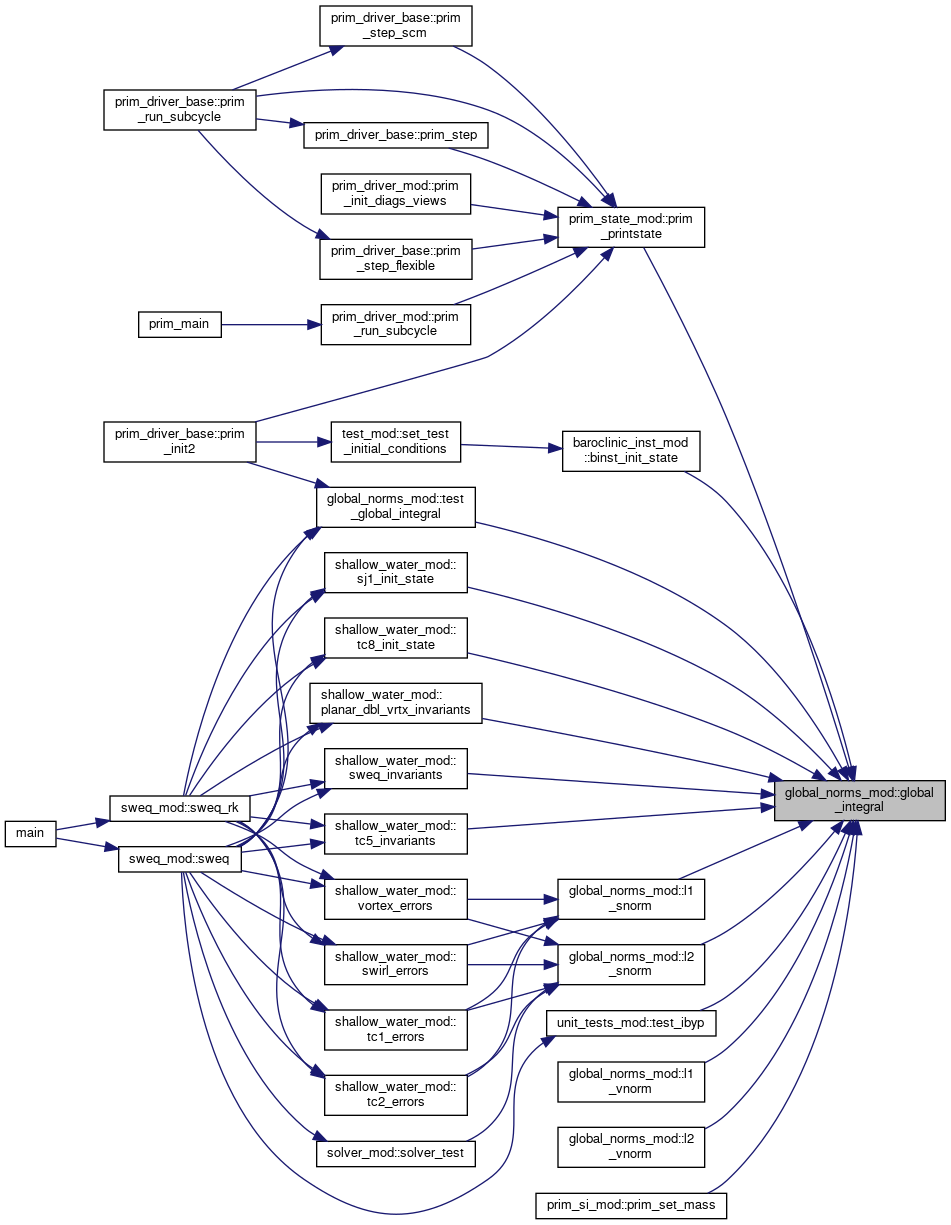 prim_driver_base::prim
_step_scm
prim_driver_base::prim
_run_subcycle
prim_driver_base::prim_step
prim_driver_mod::prim
_init_diags_views
prim_state_mod::prim
_printstate
prim_driver_base::prim
_step_flexible
prim_main
prim_driver_mod::prim
_run_subcycle
prim_driver_base::prim
_init2
test_mod::set_test
_initial_conditions
baroclinic_inst_mod
::binst_init_state
global_norms_mod::test
_global_integral
shallow_water_mod::
sj1_init_state
shallow_water_mod::
tc8_init_state
shallow_water_mod::
planar_dbl_vrtx_invariants
shallow_water_mod::
sweq_invariants
global_norms_mod::global
_integral
sweq_mod::sweq_rk
main
shallow_water_mod::
tc5_invariants
sweq_mod::sweq
shallow_water_mod::
vortex_errors
global_norms_mod::l1
_snorm
shallow_water_mod::
swirl_errors
global_norms_mod::l2
_snorm
shallow_water_mod::
tc1_errors
unit_tests_mod::test_ibyp
shallow_water_mod::
tc2_errors
global_norms_mod::l1
_vnorm
solver_mod::solver_test
global_norms_mod::l2
_vnorm
prim_si_mod::prim_set_mass